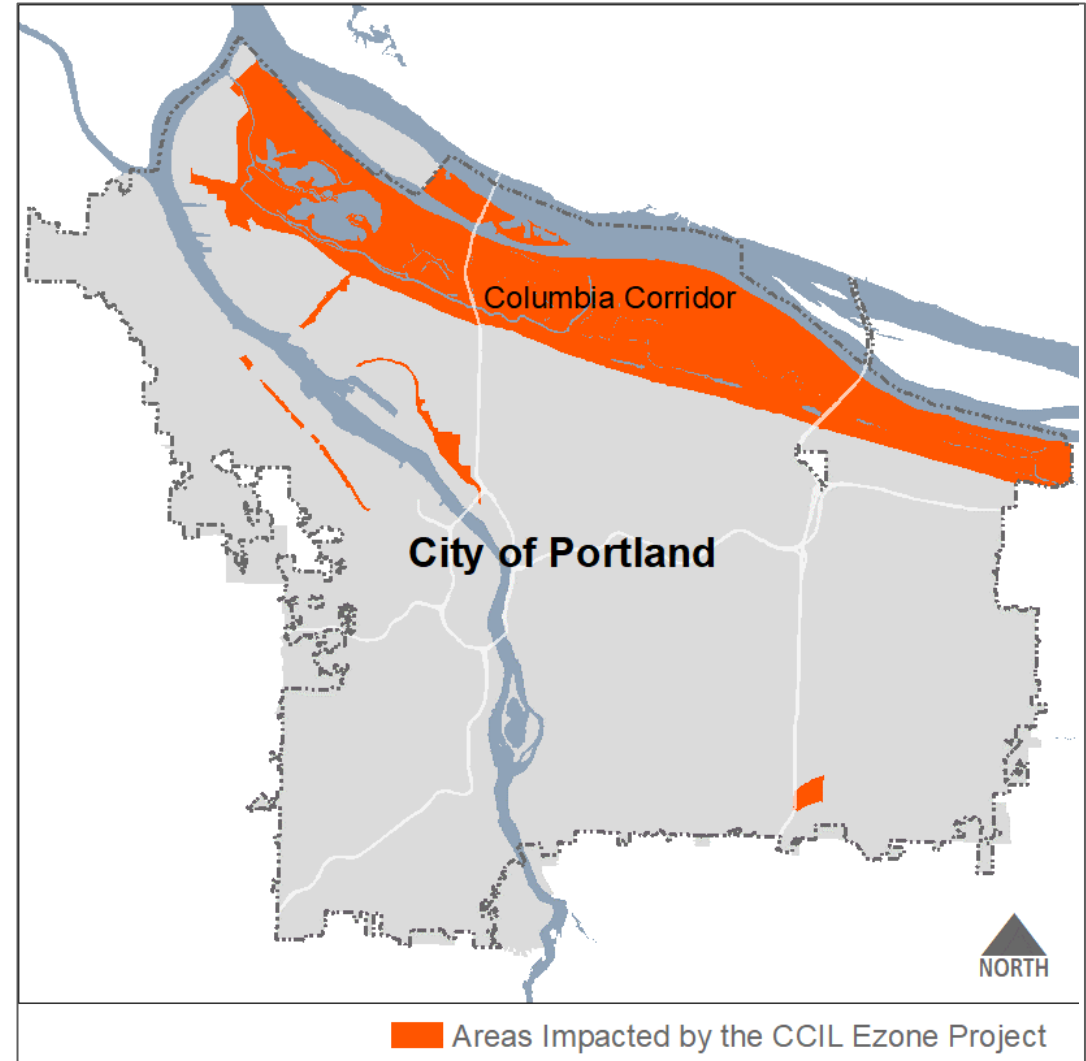 Columbia Corridor
City of Portland
NORTH
Areas Impacted by the CCIL Ezone Project